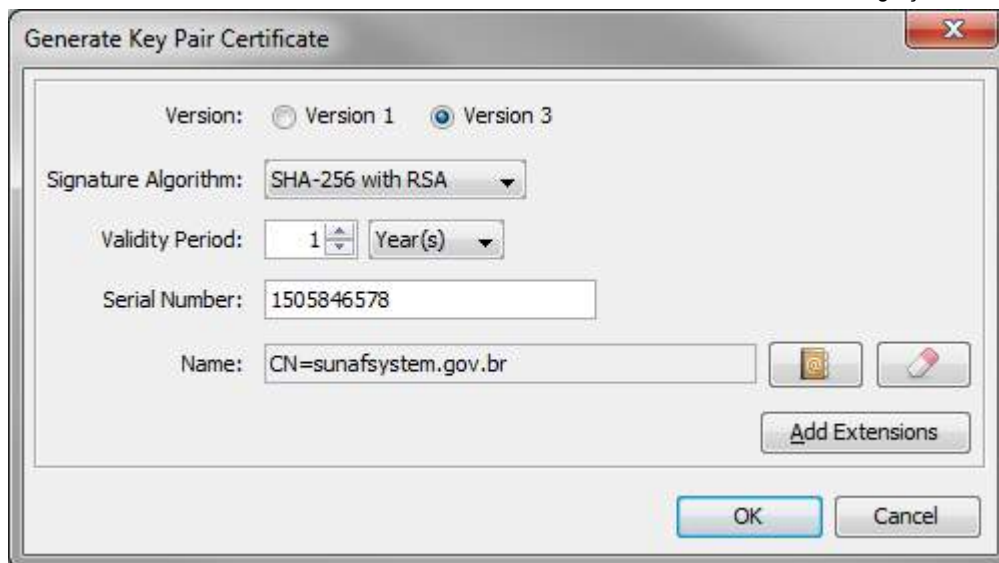 Generate Key Pair Certificate
Version: Version 1 Version 3
Signature Algorithm: SHA-256 with RSA
Validity Period: 1 Year(s)
Serial Number: 1505846578
Name: CN=sunafsystem.gov.br
Add Extensions
OK Cancel